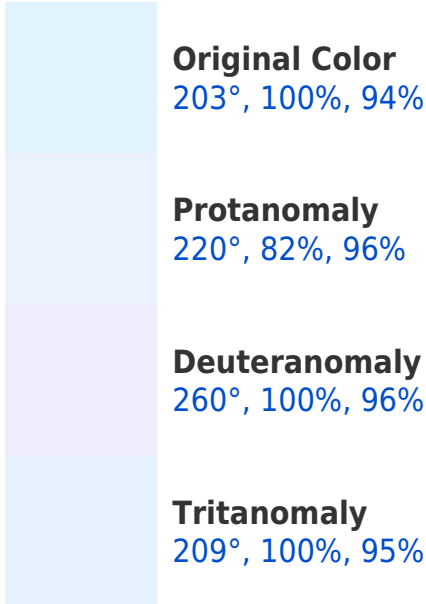 Original Color
203°, 100%, 94%
Protanomaly
220°, 82%, 96%
Deuteranomaly
260°, 100%, 96%
Tritanomaly
209°, 100%, 95%